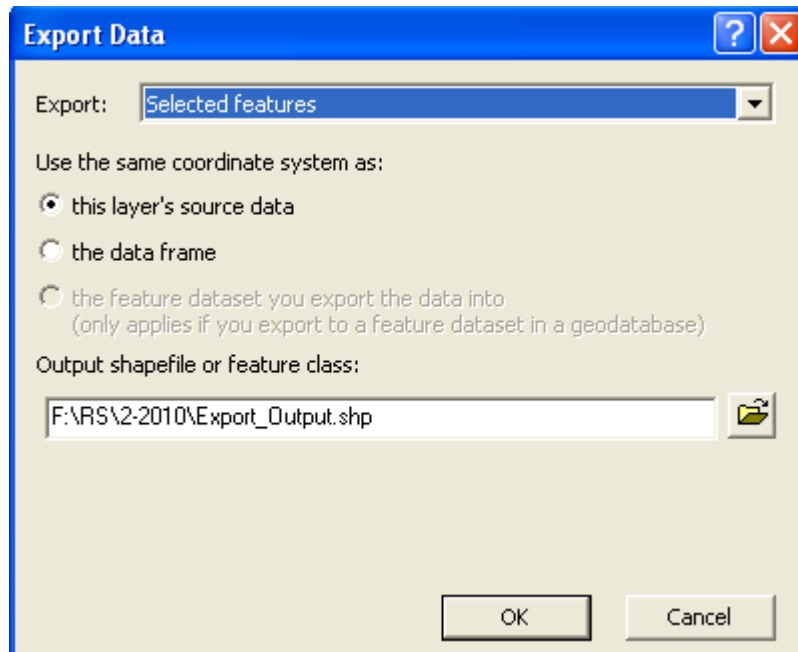 Export Data
Export: Selected features
Use the same coordinate system as:
this layer's source data
the data frame
the feature dataset you export the data into
(only applies if you export to a feature dataset in a geodatabase)
Output shapefile or feature class:
F:\RS\2-2010\Export_Output.shp
OK Cancel